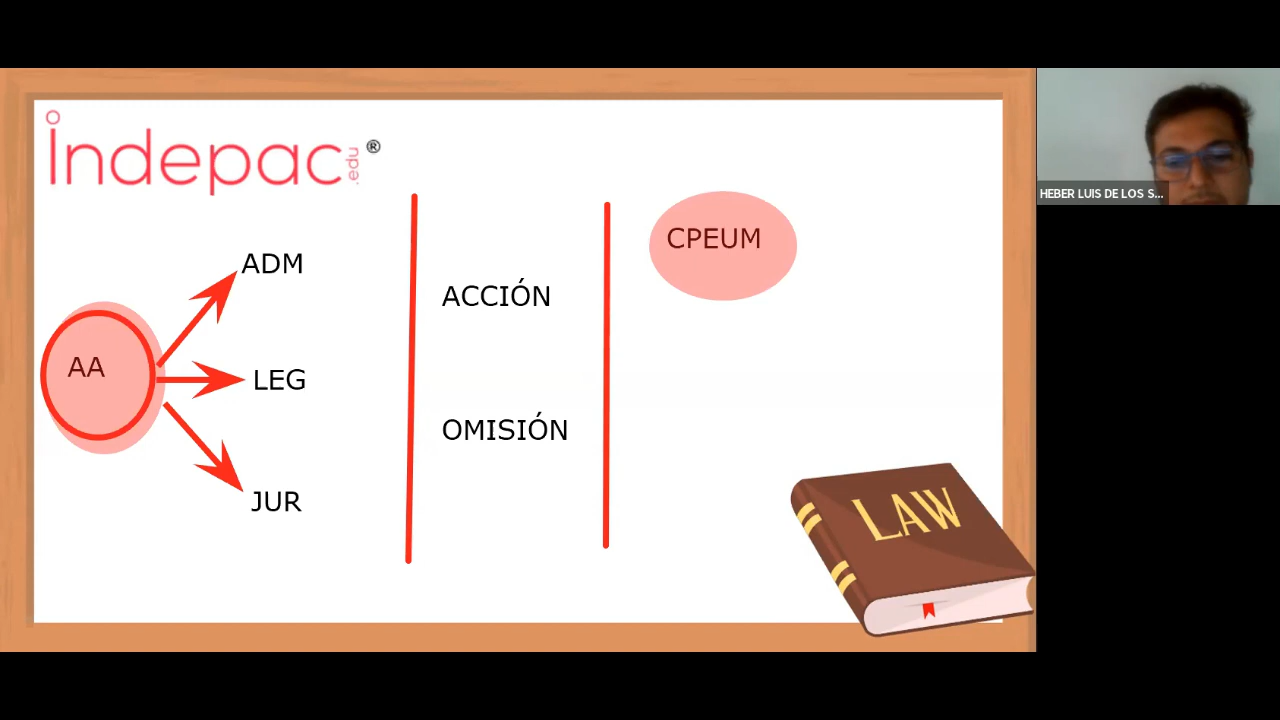 indepac .edu ®
ADM
AA
LEG
JUR
ACCIÓN
OMISIÓN
CPEUM
LAW
HEBER LUIS DE LOS S...